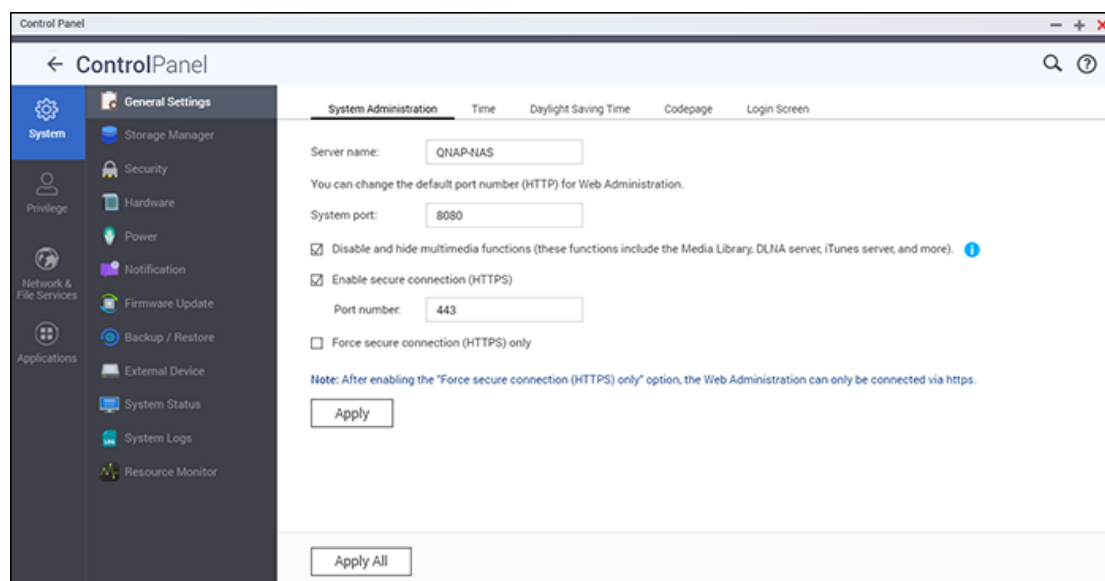 Control Panel
ControlPanel
System
Privilege
Network &
File Services
Applications
General Settings
Storage Manager
Security
Hardware
Power
Notification
Firmware Update
Backup / Restore
External Device
System Status
System Logs
Resource Monitor
System Administration Time Daylight Saving Time Codepage Login Screen
Server name: QNAP-NAS
You can change the default port number (HTTP) for Web Administration.
System port: 8080
Disable and hide multimedia functions (these functions include the Media Library, DLNA server, iTunes server, and more).
Enable secure connection (HTTPS)
Port number: 443
Force secure connection (HTTPS) only
Note: After enabling the "Force secure connection (HTTPS) only" option, the Web Administration can only be connected via https.
Apply
Apply All